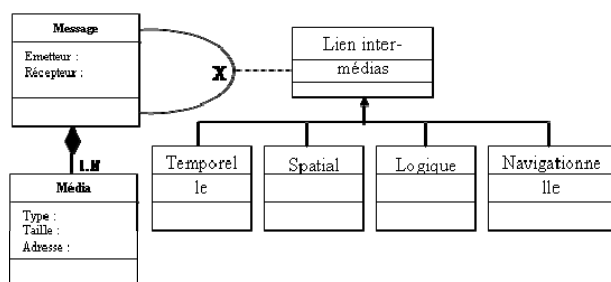 Message
Emetteur :
Récepteur :
X
Lien inter-
médias
1..N
Temporel
le
Spatial
Logique
Navigationne
lle
Média
Type :
Taille :
Adresse :